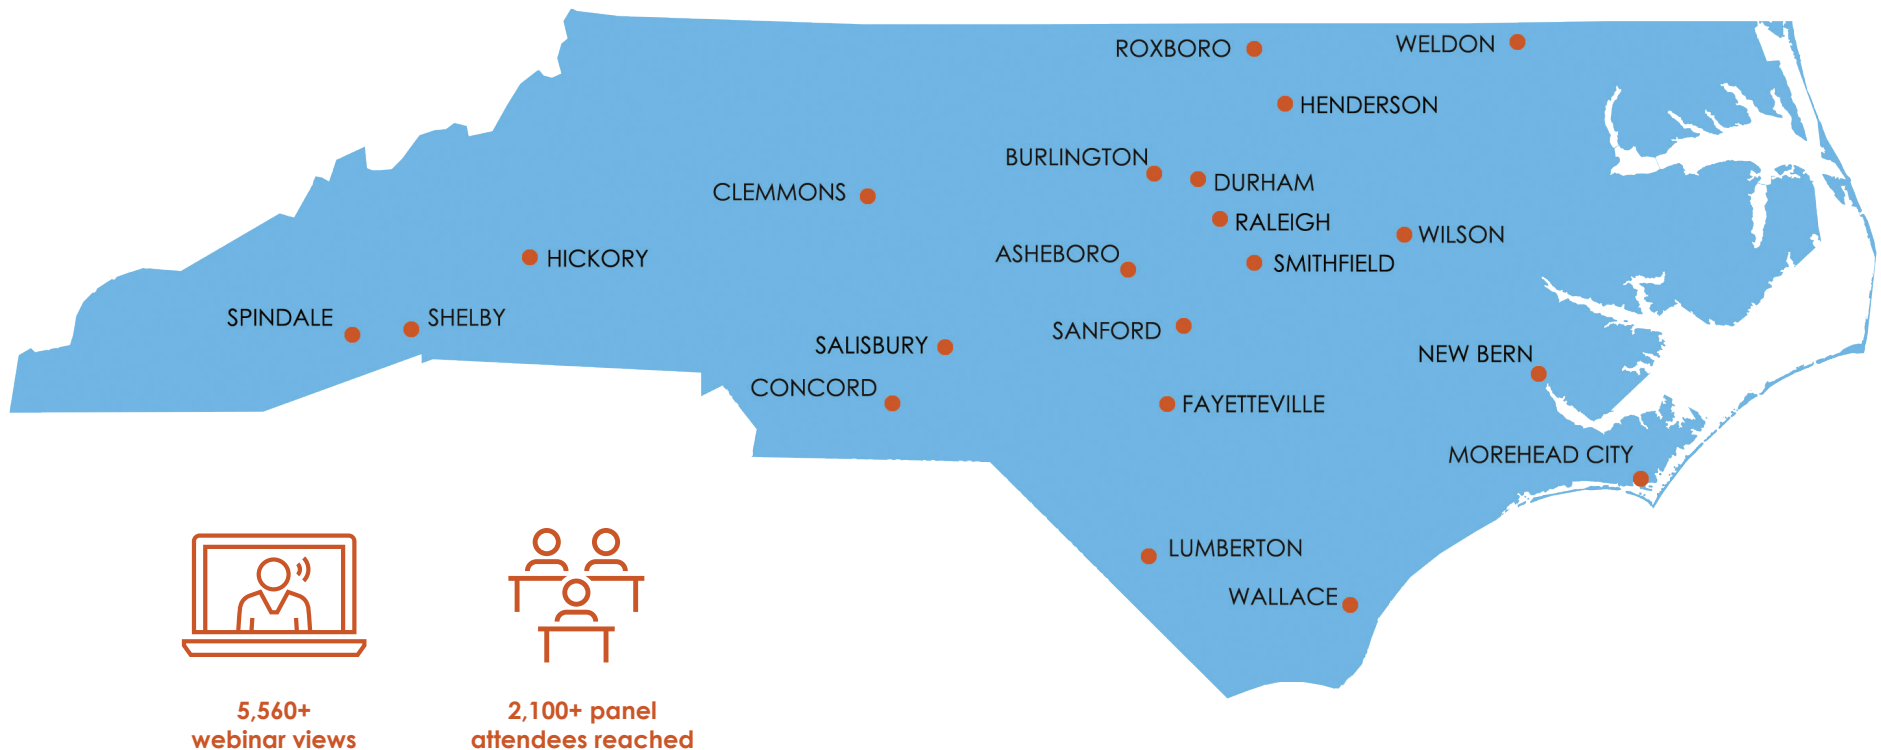 ROXBORO
WELDON
HENDERSON
BURLINGTON
DURHAM
CLEMMONS
RALEIGH
WILSON
ASHEBORO
HICKORY
SMITHFIELD
SPINDALE
SHELBY
SANFORD
SALISBURY
NEW BERN
CONCORD
FAYETTEVILLE
MOREHEAD CITY
LUMBERTON
WALLACE
5,560+
webinar views
2,100+ panel
attendees reached